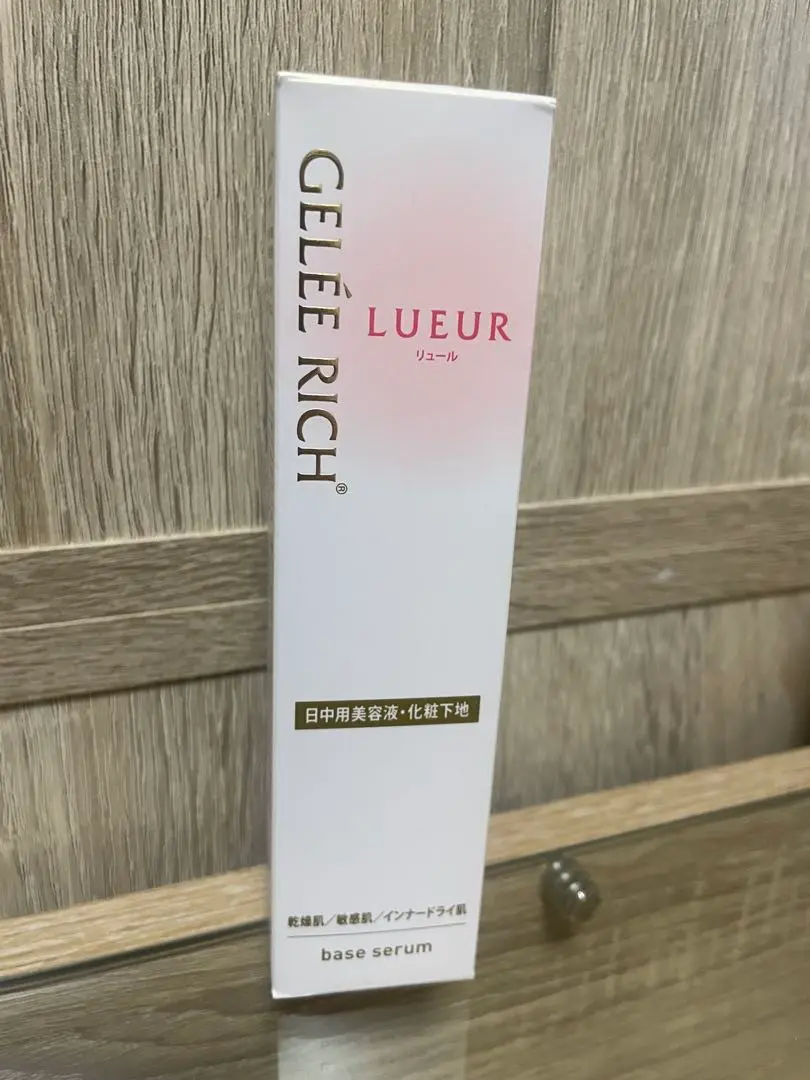 GELÉE RICH®
LUEUR
リュール
日中用美容液・化粧下地
乾燥肌/敏感肌/インナードライ肌
base serum